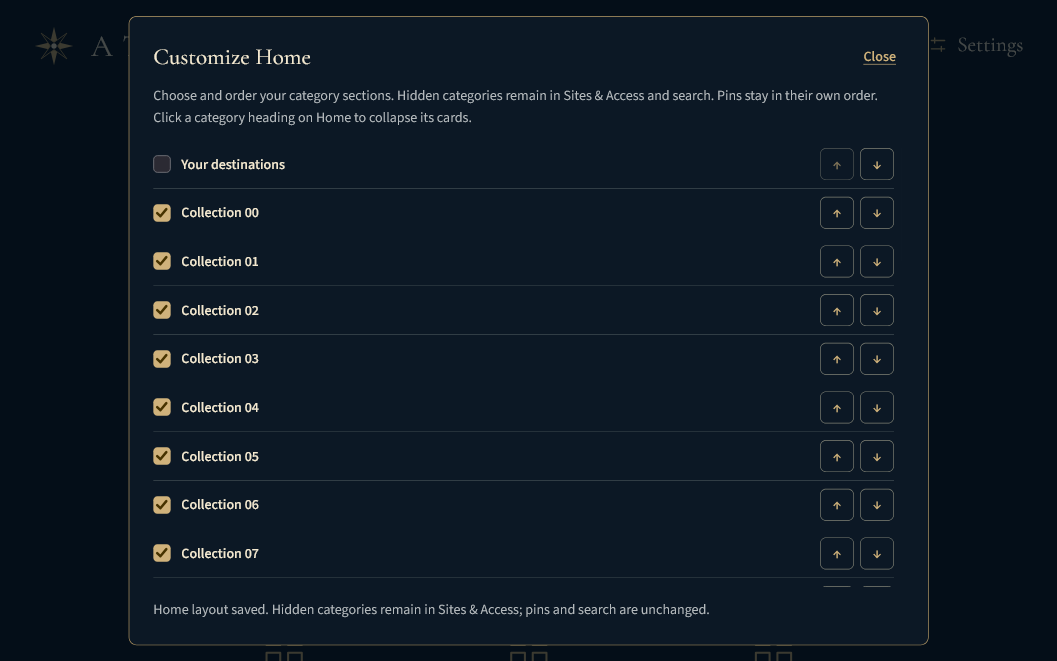 A
Settings
Customize Home
Close
Choose and order your category sections. Hidden categories remain in Sites & Access and search. Pins stay in their own order.
Click a category heading on Home to collapse its cards.
Your destinations
Collection 00
Collection 01
Collection 02
Collection 03
Collection 04
Collection 05
Collection 06
Collection 07
Home layout saved. Hidden categories remain in Sites & Access; pins and search are unchanged.